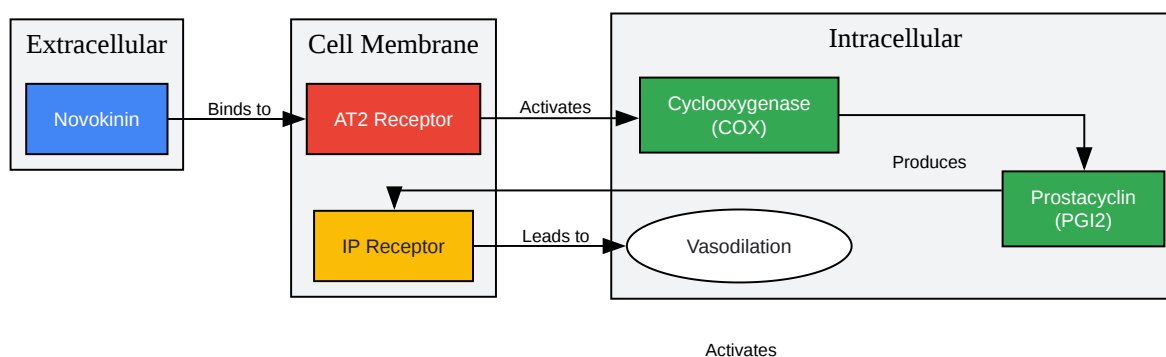 Extracellular
Cell Membrane
Intracellular
Novokinin
Binds to
AT2 Receptor
Activates
Cyclooxygenase
(COX)
Produces
Prostacyclin
(PGI2)
IP Receptor
Leads to
Vasodilation
Activates